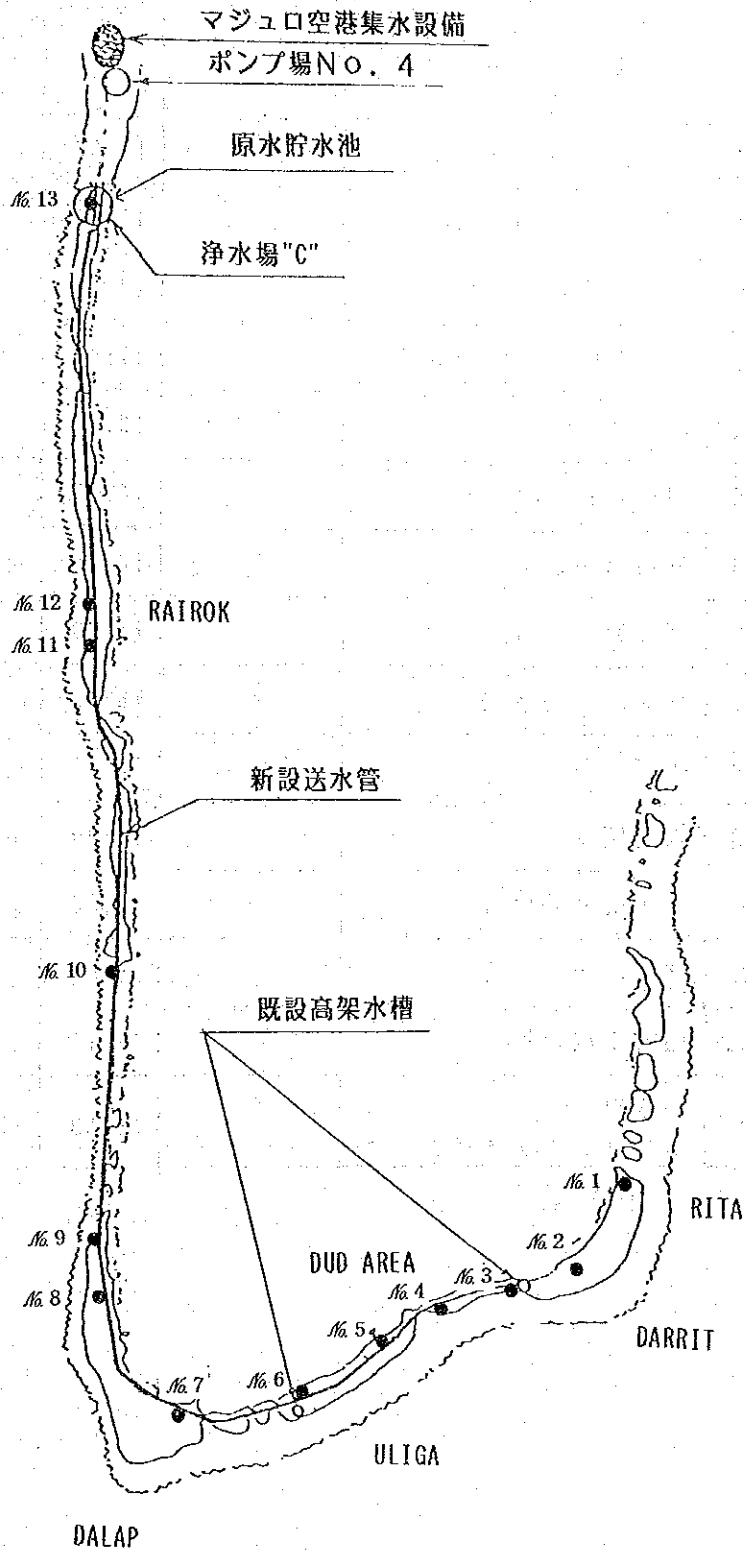 マジュロ空港集水設備
ポンプ場No. 4
原水貯水池
No. 13
浄水場"C"
No. 12
RAIROK
No. 11
新設送水管
No. 10
既設高架水槽
No. 1
RITA
No. 9
No. 2
DUD AREA
No. 3
No. 8
No. 4
No. 5
DARRIT
No. 6
No. 7
ULIGA
DALAP